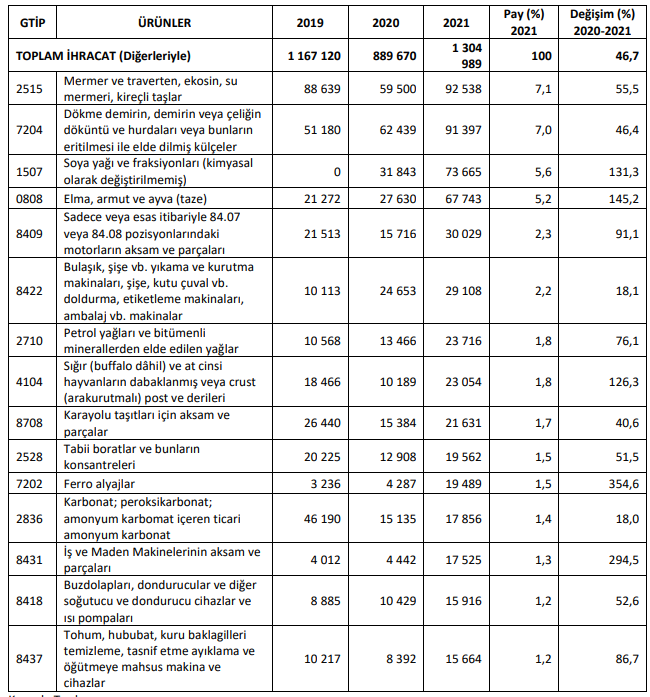 GTİP ÜRÜNLER 2019 2020 2021 Pay (%) Değişim (%)
2021 2020-2021
TOPLAM İHRACAT (Diğerleriyle) 1 167 120 889 670 1 304 100 46,7
989
2515 Mermer ve traverten, ekosin, su 88 639 59 500 92 538 7,1 55,5
mermeri, kireçli taşlar
7204 Dökme demirin, demirin veya çeliğin 51 180 62 439 91 397 7,0 46,4
döküntü ve hurdaları veya bunların
eritilmesi ile elde dilmiş külçeler
1507 Soya yağı ve fraksiyonları (kimyasal 0 31 843 73 665 5,6 131,3
olarak değiştirilmemiş)
0808 Elma, armut ve ayva (taze) 21 272 27 630 67 743 5,2 145,2
8409 Sadece veya esas itibariyle 84.07 21 513 15 716 30 029 2,3 91,1
veya 84.08 pozisyonlarındaki
motorların aksam ve parçaları
8422 Bulaşık, şişe vb. yıkama ve kurutma 10 113 24 653 29 108 2,2 18,1
makinaları, şişe, kutu çuval vb.
doldurma, etiketleme makinaları,
ambalaj vb. makinalar
2710 Petrol yağları ve bitümenli 10 568 13 466 23 716 1,8 76,1
minerallerden elde edilen yağlar
4104 Sığır (buffalo dâhil) ve at cinsi 18 466 10 189 23 054 1,8 126,3
hayvanların dabaklanmış veya crust
(arakurutmalı) post ve derileri
8708 Karayolu taşıtları için aksam ve 26 440 15 384 21 631 1,7 40,6
parçalar
2528 Tabii boratlar ve bunların 20 225 12 908 19 562 1,5 51,5
konsantreleri
7202 Ferro alyajlar 3 236 4 287 19 489 1,5 354,6
2836 Karbonat; peroksikarbonat; 46 190 15 135 17 856 1,4 18,0
amonyum karbomat içeren ticari
amonyum karbonat
8431 İş ve Maden Makinelerinin aksam ve 4 012 4 442 17 525 1,3 294,5
parçaları
8418 Buzdolapları, dondurucular ve diğer 8 885 10 429 15 916 1,2 52,6
soğutucu ve dondurucu cihazlar ve
ısı pompaları
8437 Tohum, hububat, kuru baklagilleri 10 217 8 392 15 664 1,2 86,7
temizleme, tasnif etme ayıklama ve
öğütmeye mahsus makina ve
cihazlar